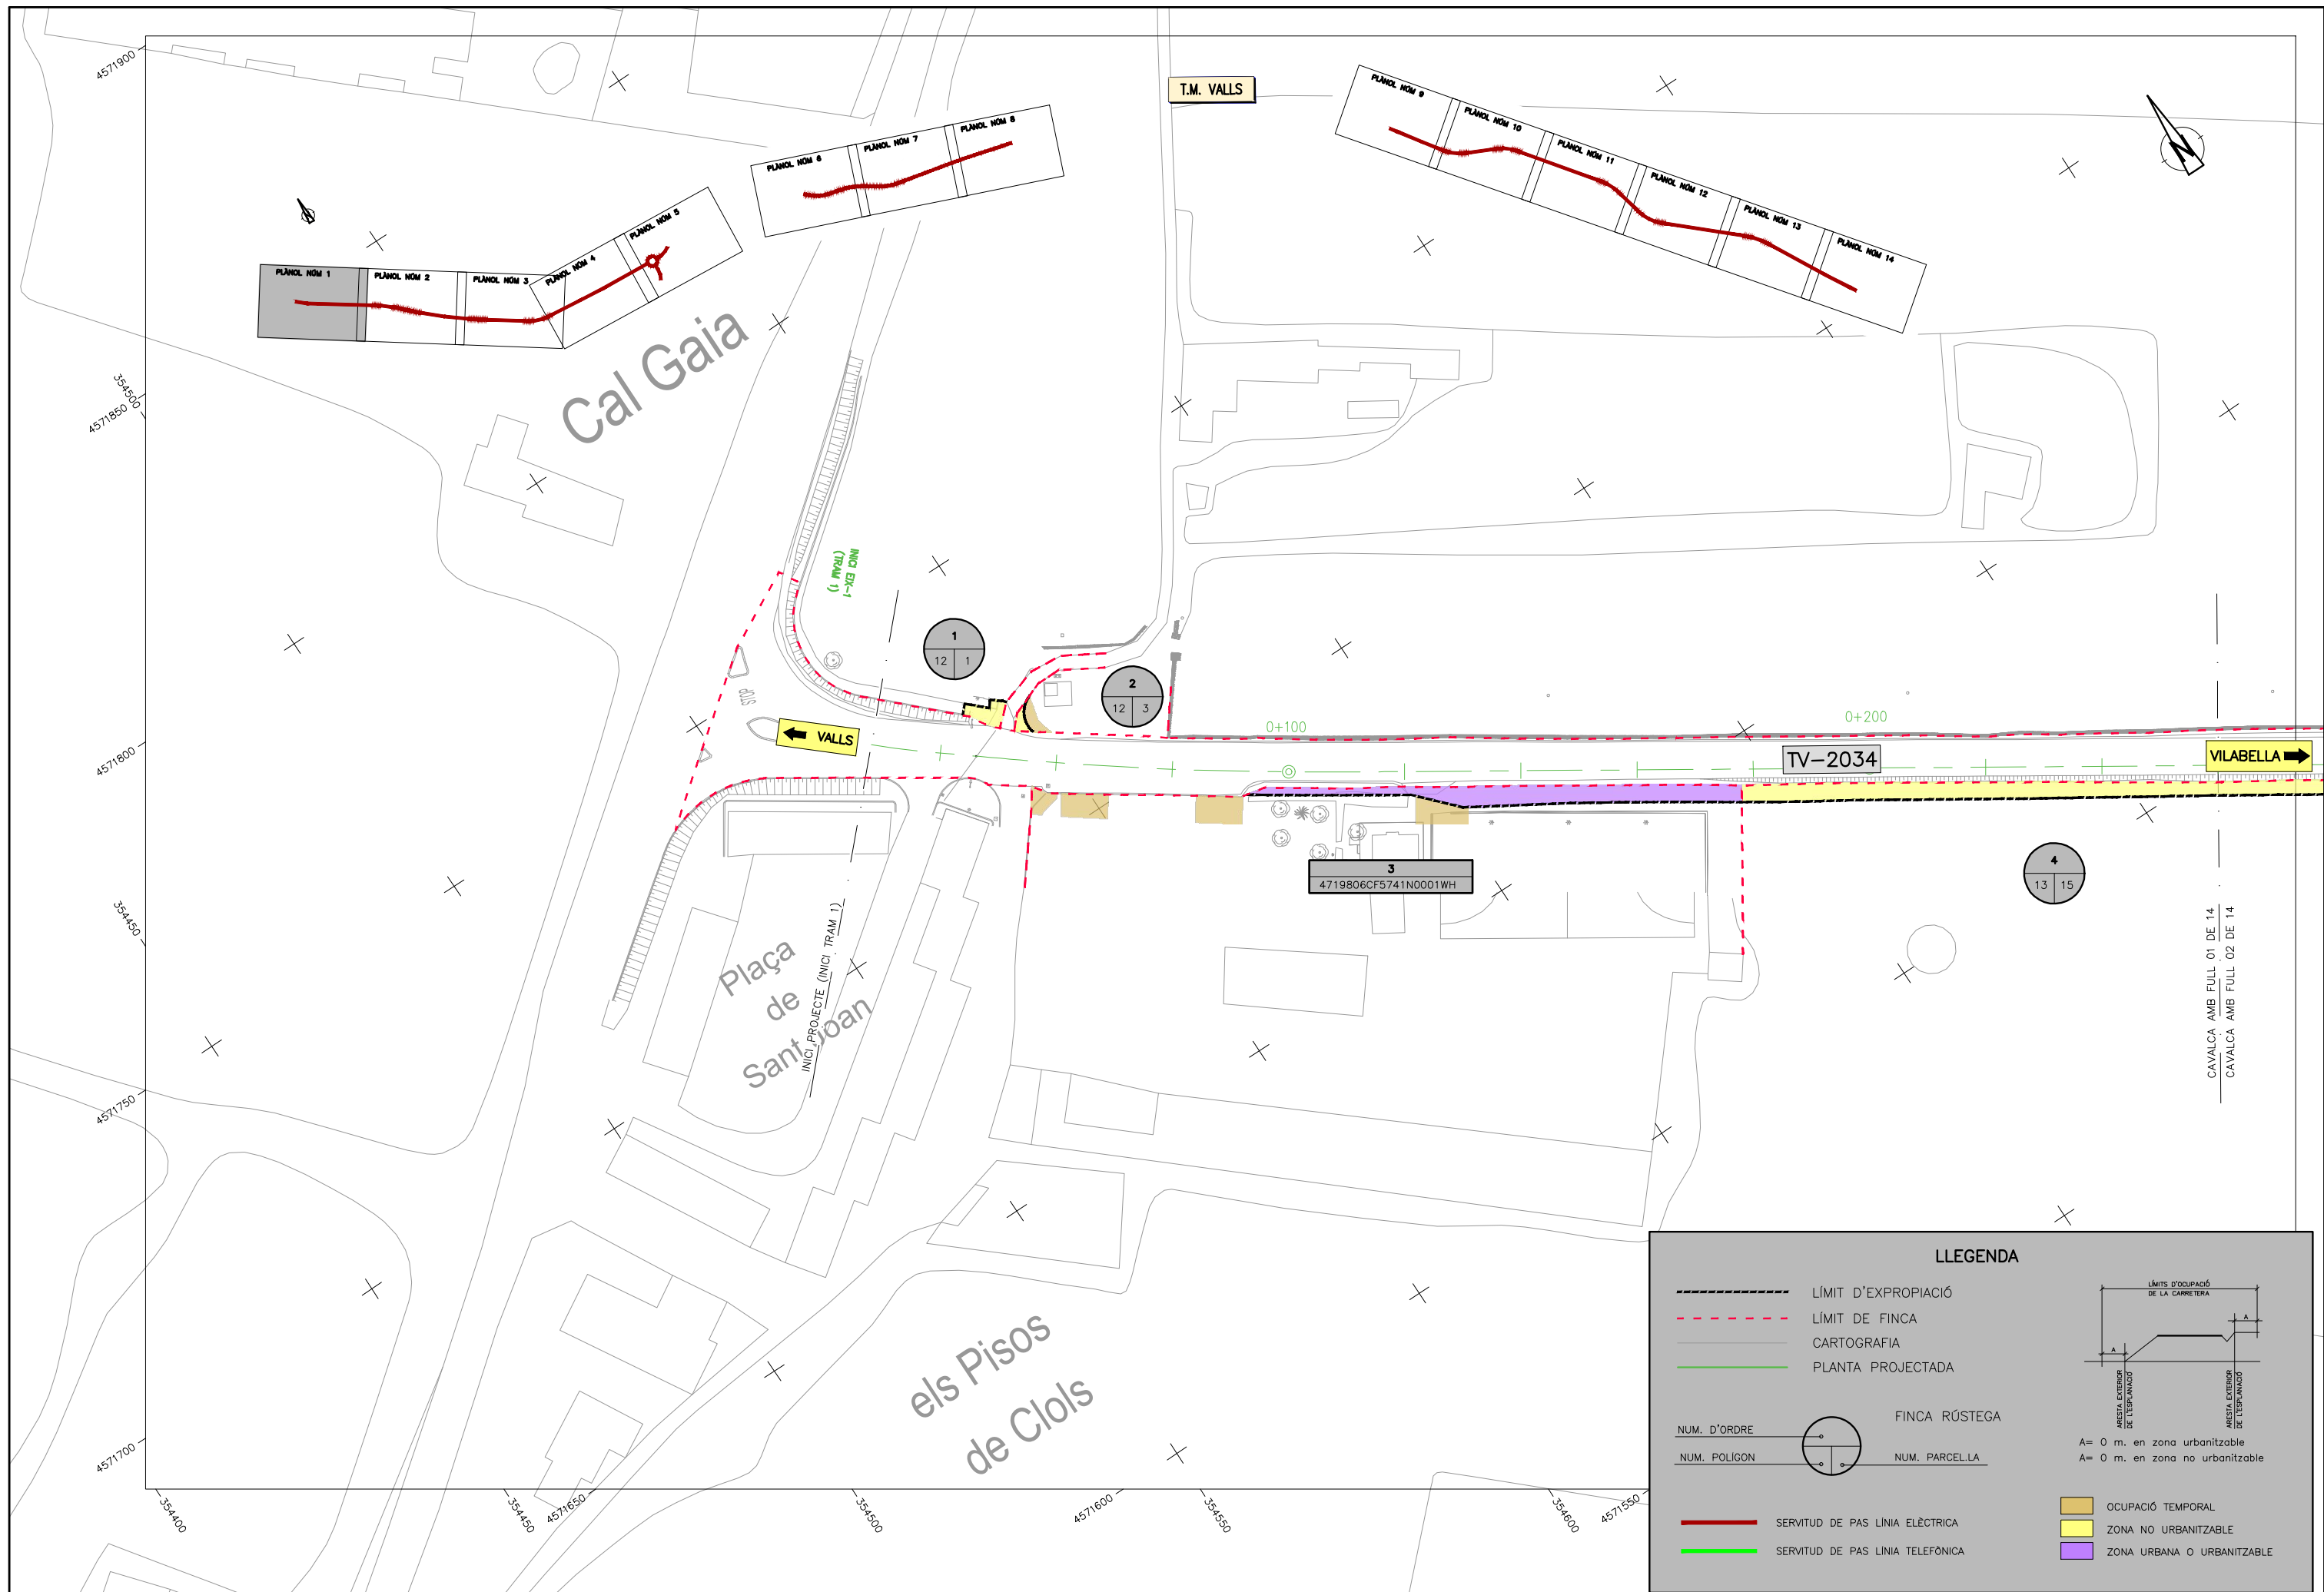 4571900
T.M. VALLS
PLÀNOL NÚM 1
PLÀNOL NÚM 2
PLÀNOL NÚM 3
PLÀNOL NÚM 4
PLÀNOL NÚM 5
PLÀNOL NÚM 6
PLÀNOL NÚM 7
PLÀNOL NÚM 8
PLÀNOL NÚM 9
PLÀNOL NÚM 10
PLÀNOL NÚM 11
PLÀNOL NÚM 12
PLÀNOL NÚM 13
PLÀNOL NÚM 14
N
Cal Gaia
354500
4571850
INICI EIX-1
(TRAM 1)
1
12 1
2
12 3
STOP
VALLS
0+100
0+200
TV-2034
VILABELLA
4571800
3
4719806CF5741N0001WH
4
13 15
354450
Plaça
de
Sant Joan
INICI PROJECTE (INICI TRAM 1)
CAVALCA AMB FULL 01 DE 14
CAVALCA AMB FULL 02 DE 14
4571750
els Pisos
de Clols
4571700
354400
354450
4571650
354500
4571600
354550
354600
4571550
LLEGENDA
LÍMIT D'EXPROPIACIÓ
LÍMIT DE FINCA
CARTOGRAFIA
PLANTA PROJECTADA
LÍMITS D'OCUPACIÓ
DE LA CARRETERA
A
A
ARESTA EXTERIOR
DE L'ESPLANACIÓ
ARESTA EXTERIOR
DE L'ESPLANACIÓ
FINCA RÚSTEGA
NUM. D'ORDRE
NUM. POLÍGON
NUM. PARCEL.LA
A= 0 m. en zona urbanitzable
A= 0 m. en zona no urbanitzable
SERVITUD DE PAS LÍNIA ELÈCTRICA
SERVITUD DE PAS LÍNIA TELEFÒNICA
OCUPACIÓ TEMPORAL
ZONA NO URBANITZABLE
ZONA URBANA O URBANITZABLE